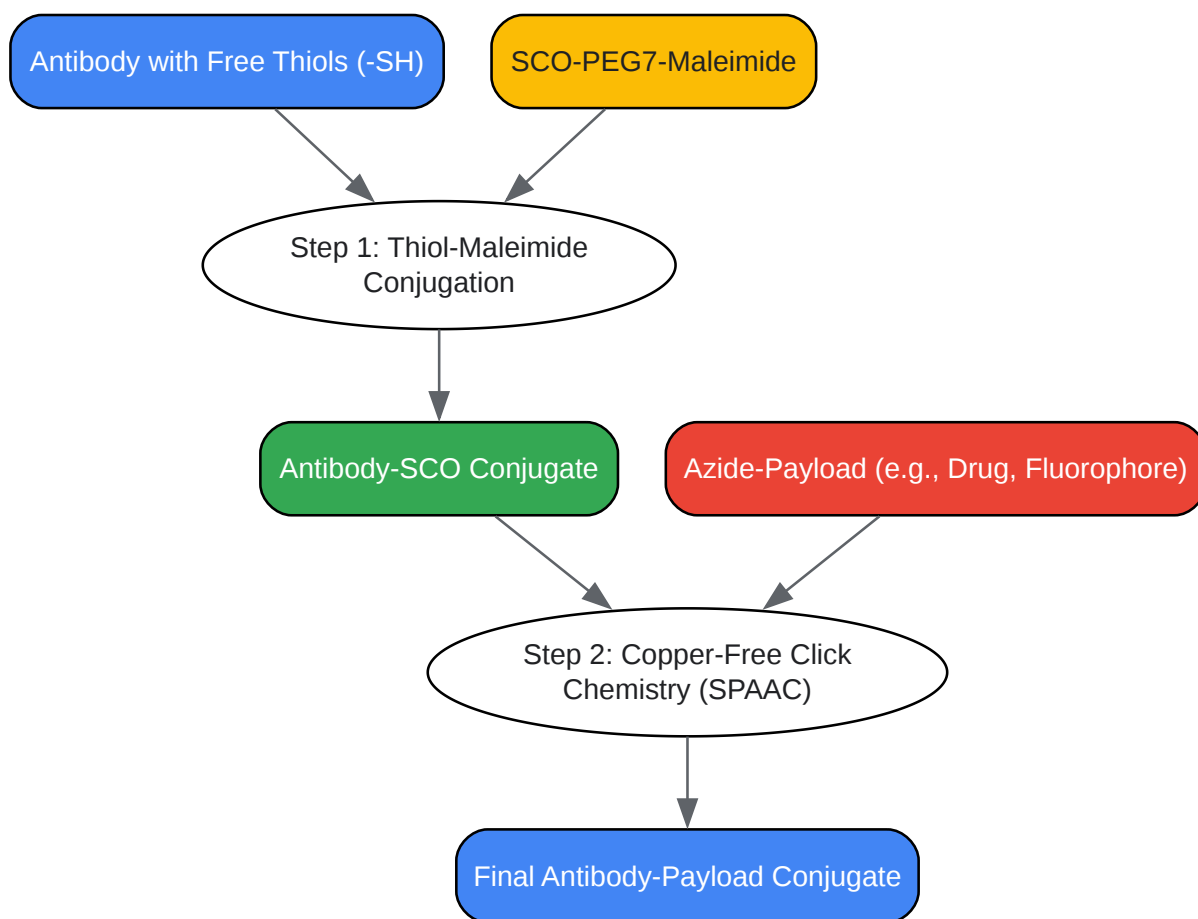 Antibody with Free Thiols (-SH)
SCO-PEG7-Maleimide
Step 1: Thiol-Maleimide
Conjugation
Antibody-SCO Conjugate
Azide-Payload (e.g., Drug, Fluorophore)
Step 2: Copper-Free Click
Chemistry (SPAAC)
Final Antibody-Payload Conjugate